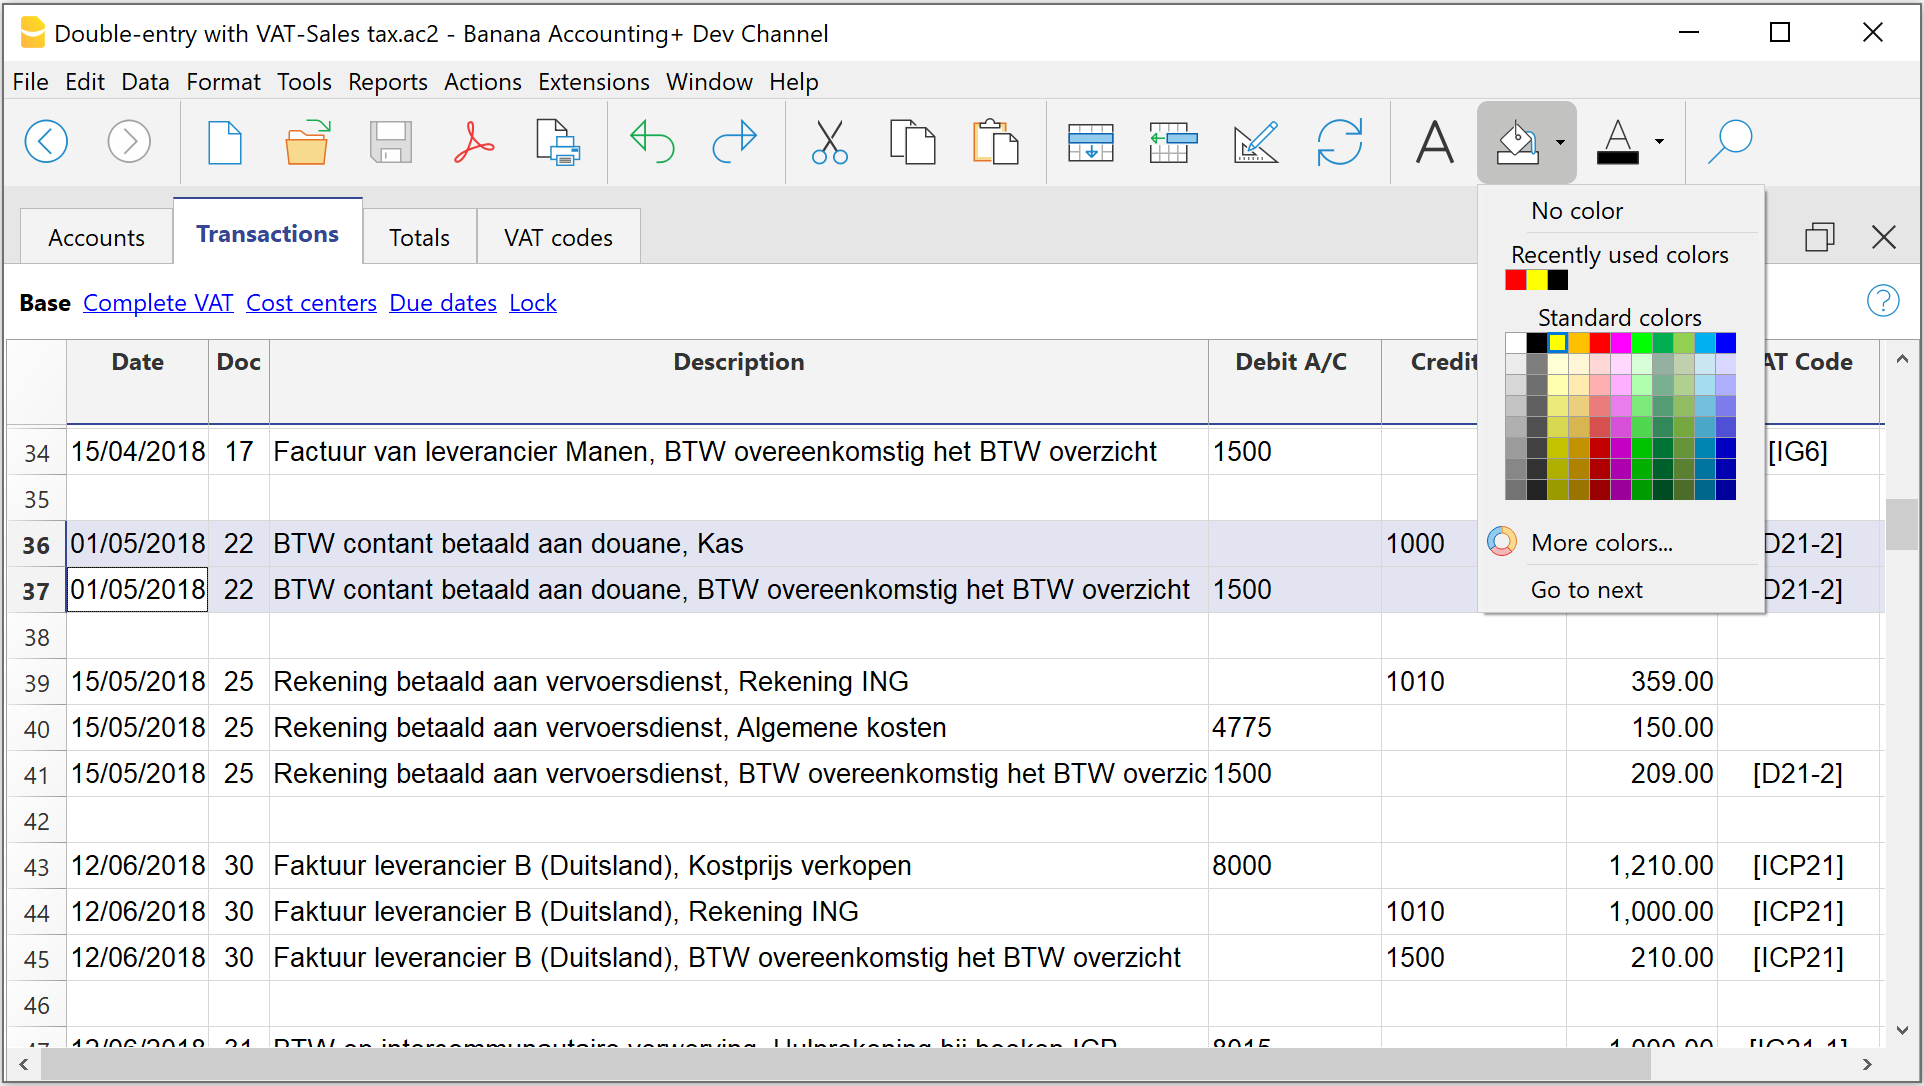 Double-entry with VAT-Sales tax.ac2 - Banana Accounting+ Dev Channel
File Edit Data Format Tools Reports Actions Extensions Window Help
Accounts Transactions Totals VAT codes
No color
Recently used colors
Standard colors
More colors...
Go to next
Base Complete VAT Cost centers Due dates Lock
Date Doc Description Debit A/C Credit AT Code
34 15/04/2018 17 Factuur van leverancier Manen, BTW overeenkomstig het BTW overzicht 1500 [IG6]
35
36 01/05/2018 22 BTW contant betaald aan douane, Kas 1000 D21-2]
37 01/05/2018 22 BTW contant betaald aan douane, BTW overeenkomstig het BTW overzicht 1500 D21-2]
38
39 15/05/2018 25 Rekening betaald aan vervoersdienst, Rekening ING 1010 359.00
40 15/05/2018 25 Rekening betaald aan vervoersdienst, Algemene kosten 4775 150.00
41 15/05/2018 25 Rekening betaald aan vervoersdienst, BTW overeenkomstig het BTW overzic 1500 209.00 [D21-2]
42
43 12/06/2018 30 Faktuur leverancier B (Duitsland), Kostprijs verkopen 8000 1,210.00 [ICP21]
44 12/06/2018 30 Faktuur leverancier B (Duitsland), Rekening ING 1010 1,000.00 [ICP21]
45 12/06/2018 30 Faktuur leverancier B (Duitsland), BTW overeenkomstig het BTW overzicht 1500 210.00 [ICP21]
46